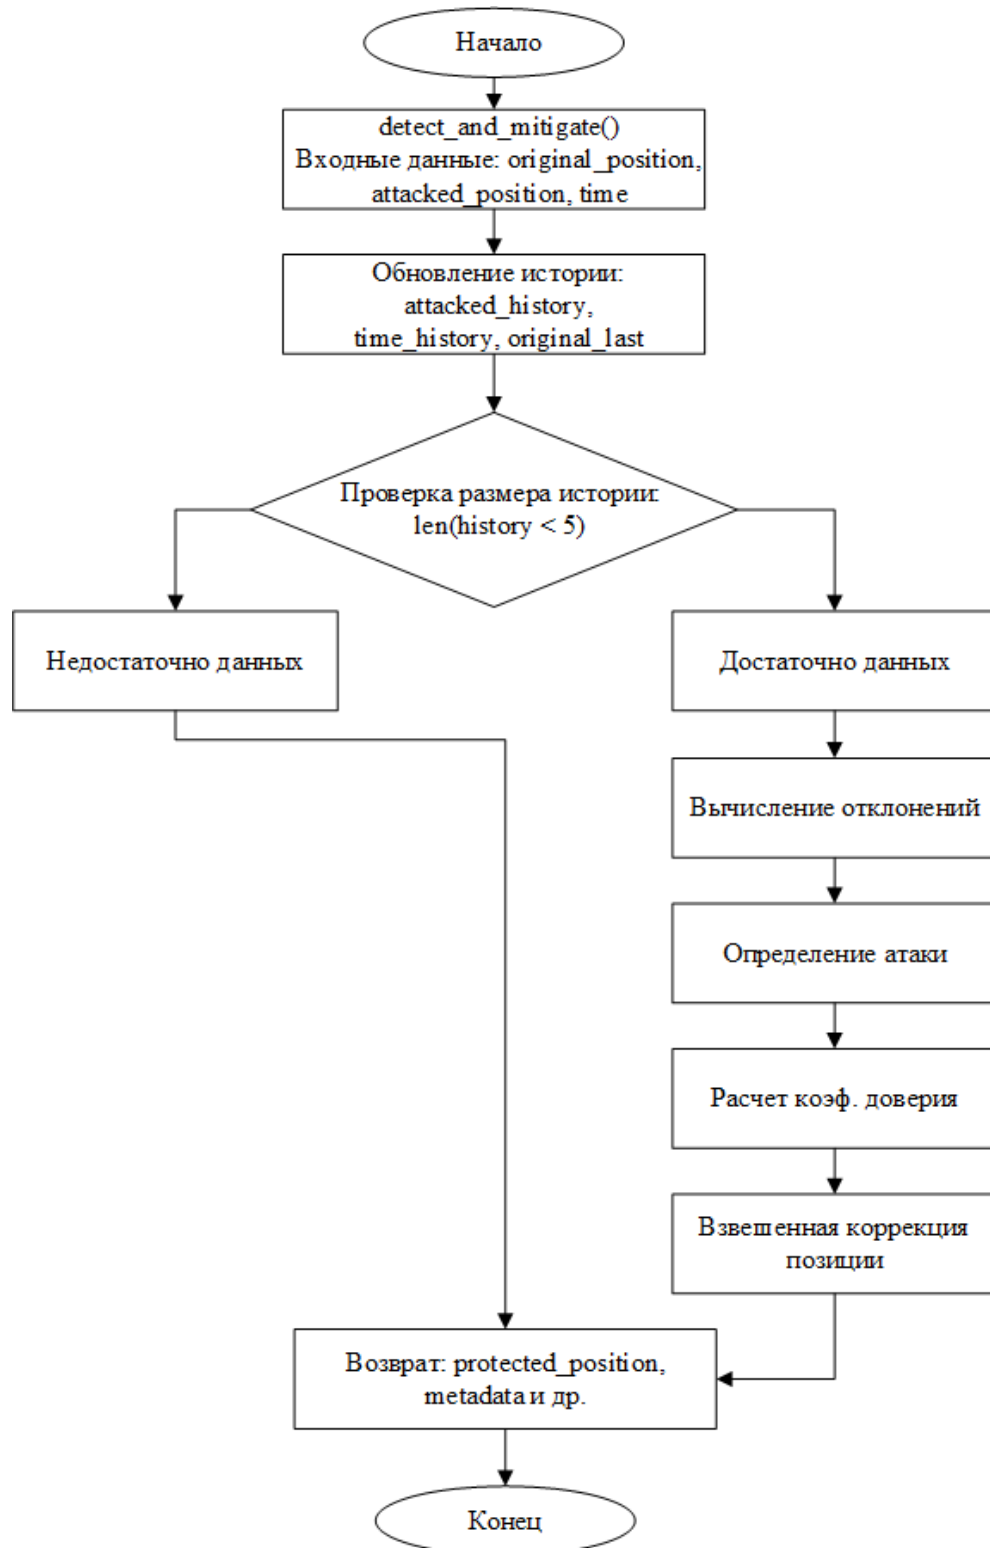 Начало
detect_and_mitigate()
Входные данные: original_position,
attacked_position, time
Обновление истории:
attacked_history,
time_history, original_last
Проверка размера истории:
len(history < 5)
Недостаточно данных
Достаточно данных
Вычисление отклонений
Определение атаки
Расчет коэф. доверия
Взвешенная коррекция
позиции
Возврат: protected_position,
metadata и др.
Конец